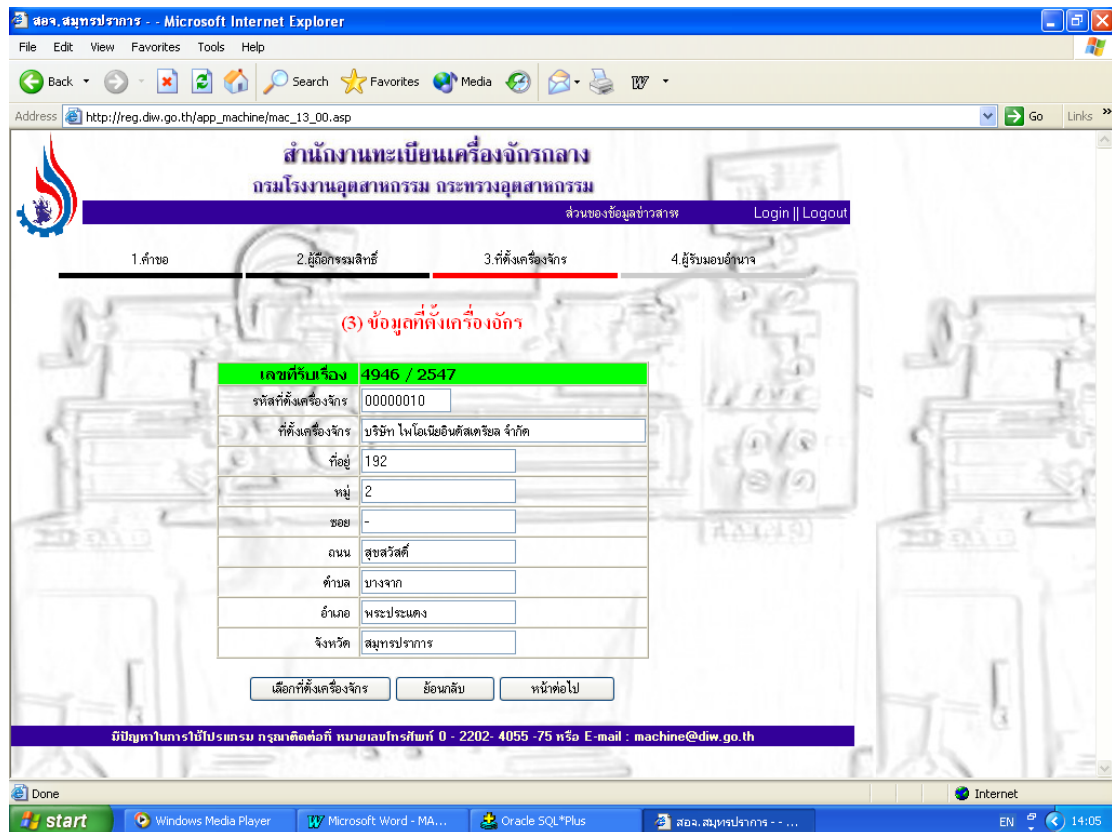 สอจ.สมุทรปราการ - - Microsoft Internet Explorer
File Edit View Favorites Tools Help
Back Search Favorites Media
Address http://reg.diw.go.th/app_machine/mac_13_00.asp Go Links »
สำนักงานทะเบียนเครื่องจักรกลาง
กรมโรงงานอุตสาหกรรม กระทรวงอุตสาหกรรม
ส่วนของข้อมูลข่าวสารฯ Login || Logout
1.คำขอ 2.ผู้ถือกรรมสิทธิ์ 3.ที่ตั้งเครื่องจักร 4.ผู้รับมอบอำนาจ
(3) ข้อมูลที่ตั้งเครื่องจักร
เลขที่รับเรื่อง 4946 / 2547
รหัสที่ตั้งเครื่องจักร 00000010
ที่ตั้งเครื่องจักร บริษัท ไพโอเนียอินดัสเตรียล จำกัด
ที่อยู่ 192
หมู่ 2
ซอย -
ถนน สุขสวัสดิ์
ตำบล บางจาก
อำเภอ พระประแดง
จังหวัด สมุทรปราการ
เลือกที่ตั้งเครื่องจักร ย้อนกลับ หน้าต่อไป
มีปัญหาในการใช้โปรแกรม กรุณาติดต่อที่ หมายเลขโทรศัพท์ 0 - 2202- 4055 -75 หรือ E-mail : machine@diw.go.th
Done Internet
start Windows Media Player Microsoft Word - MA... Oracle SQL*Plus สอจ.สมุทรปราการ - - ... EN 14:05